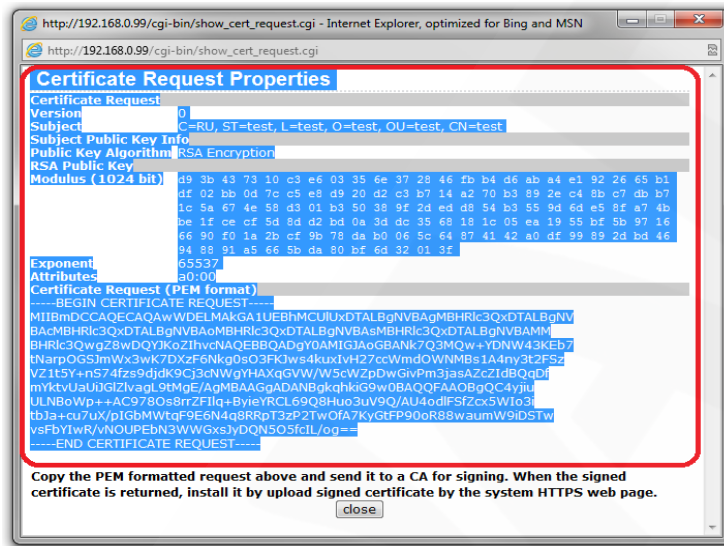 http://192.168.0.99/cgi-bin/show_cert_request.cgi - Internet Explorer, optimized for Bing and MSN
http://192.168.0.99/cgi-bin/show_cert_request.cgi
Certificate Request Properties
Certificate Request
Version 0
Subject C=RU, ST=test, L=test, O=test, OU=test, CN=test
Subject Public Key Info
Public Key Algorithm RSA Encryption
RSA Public Key
Modulus (1024 bit) d9 3b 43 73 10 c3 e6 03 35 6e 37 28 46 fb b4 d6 ab a4 e1 92 26 65 b1
df 02 bb 0d 7c c5 e8 d9 20 d2 c3 b7 14 a2 70 b3 89 2e c4 8b c7 db b7
1c 5a 67 4e 58 d3 01 b3 50 38 9f 2d ed d8 54 b3 55 9d 6d e5 8f a7 4b
be 1f ce cf 5d 8d d2 bd 0a 3d dc 35 68 18 1c 05 ea 19 55 bf 5b 97 16
66 90 f0 1a 2b cf 9b 78 da b0 06 5c 64 87 41 42 a0 df 99 89 2d bd 46
94 88 91 a5 66 5b da 80 bf 6d 32 01 3f
Exponent 65537
Attributes a0:00
Certificate Request (PEM format)
-----BEGIN CERTIFICATE REQUEST-----
MIIBmDCCAQECAQAwWDELMAkGA1UEBhMCUlUxDTALBgNVBAgMBHRlc3QxDTALBgNV
BAcMBHRlc3QxDTALBgNVBAoMBHRlc3QxDTALBgNVBAsMBHRlc3QxDTALBgNVBAMM
BHRlc3QwgZ8wDQYJKoZIhvcNAQEBBQADgY0AMIGJAoGBANk7Q3MQw+YDNW43KEb7
tNarpOGSJmWx3wK7DXzF6Nkg0sO3FKJws4kuxIvH27ccWmdOWNMBs1A4ny3t2FSz
VZ1t5Y+nS74fzs9djdK9Cj3cNWgYHAXqGVW/W5cWZpDwGivPm3jasAZcZIdBQqDf
mYktvUaUiJGlZlvagL9tMgE/AgMBAAGgADANBgkqhkiG9w0BAQQFAAOBgQC4yjiu
ULNBoWp++AC978Os8rrZFIlq+ByieYRCL69Q8Huo3uV9Q/AU4odlFSfZcx5WIo3r
tbJa+cu7uX/pIGbMWtqF9E6N4q8RRpT3zP2TwOfA7KyGtFP90oR88waumW9iDSTw
vsFbYIwR/vNOUPEbN3WWGxsJyDQN5O5fcIL/og==
-----END CERTIFICATE REQUEST-----
Copy the PEM formatted request above and send it to a CA for signing. When the signed
certificate is returned, install it by upload signed certificate by the system HTTPS web page.
close